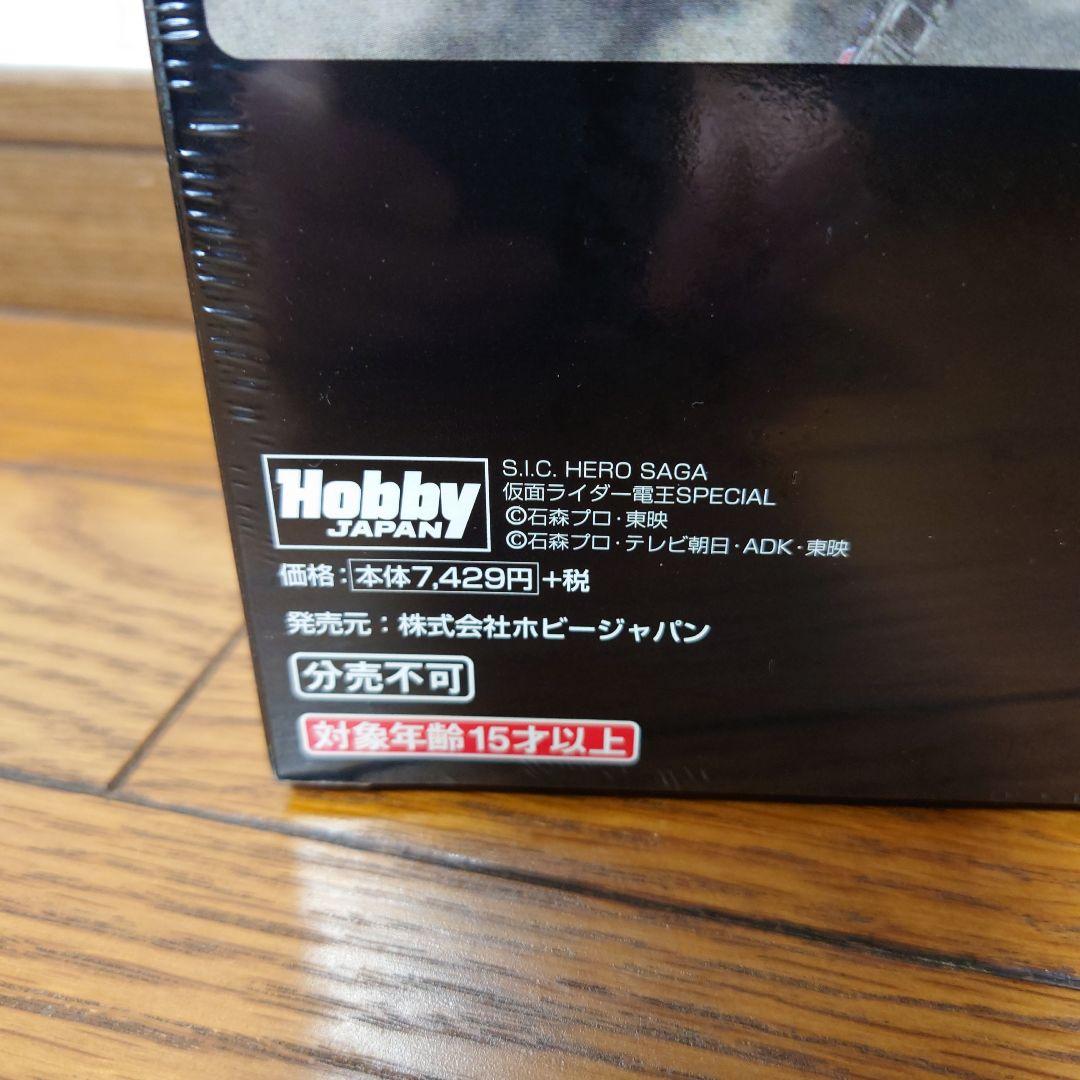 Hobby
JAPAN
S.I.C. HERO SAGA
仮面ライダー電王SPECIAL
©石森プロ・東映
©石森プロ・テレビ朝日・ADK・東映
価格：本体7,429円+税
発売元：株式会社ホビージャパン
分売不可
対象年齢15才以上